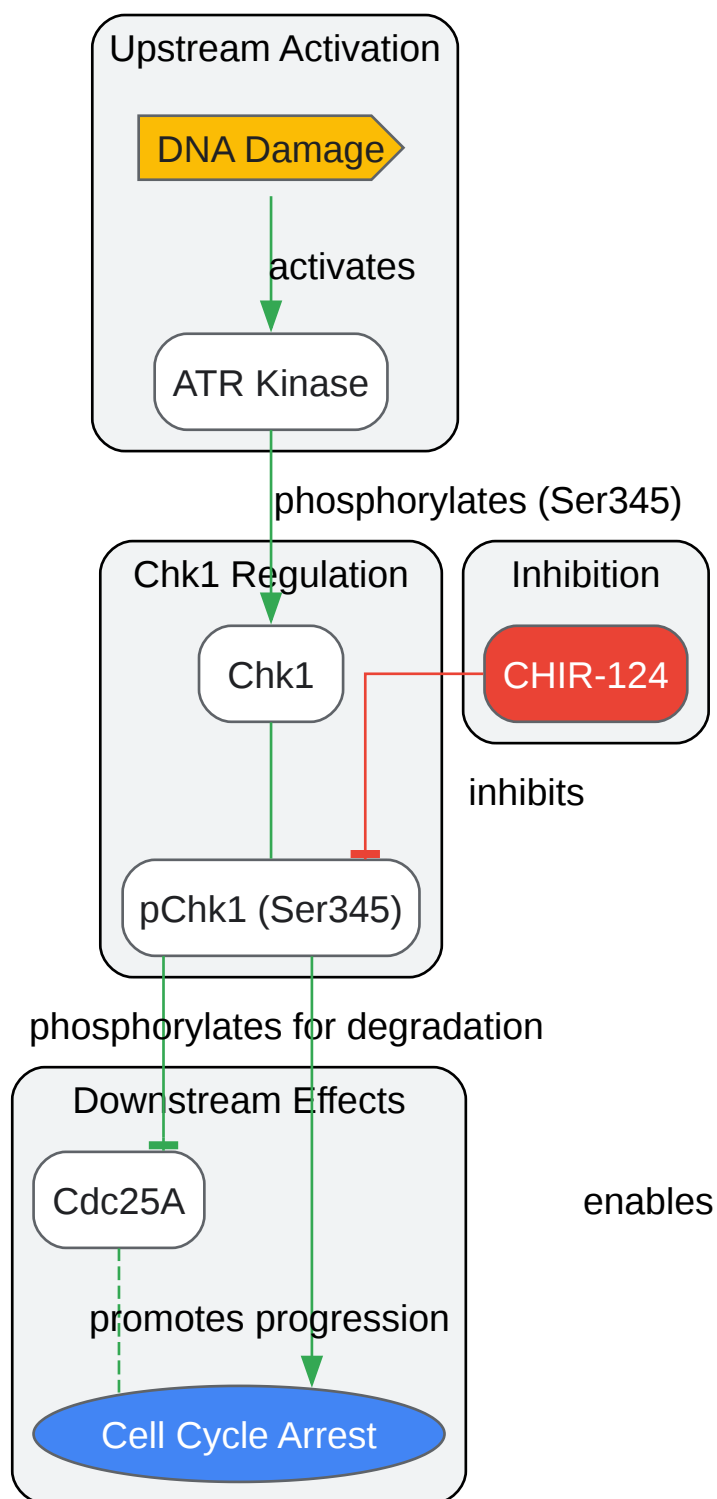 Upstream Activation
DNA Damage
activates
ATR Kinase
phosphorylates (Ser345)
Chk1 Regulation
Inhibition
Chk1
CHIR-124
inhibits
pChk1 (Ser345)
phosphorylates for degradation
Downstream Effects
Cdc25A
enables
promotes progression
Cell Cycle Arrest